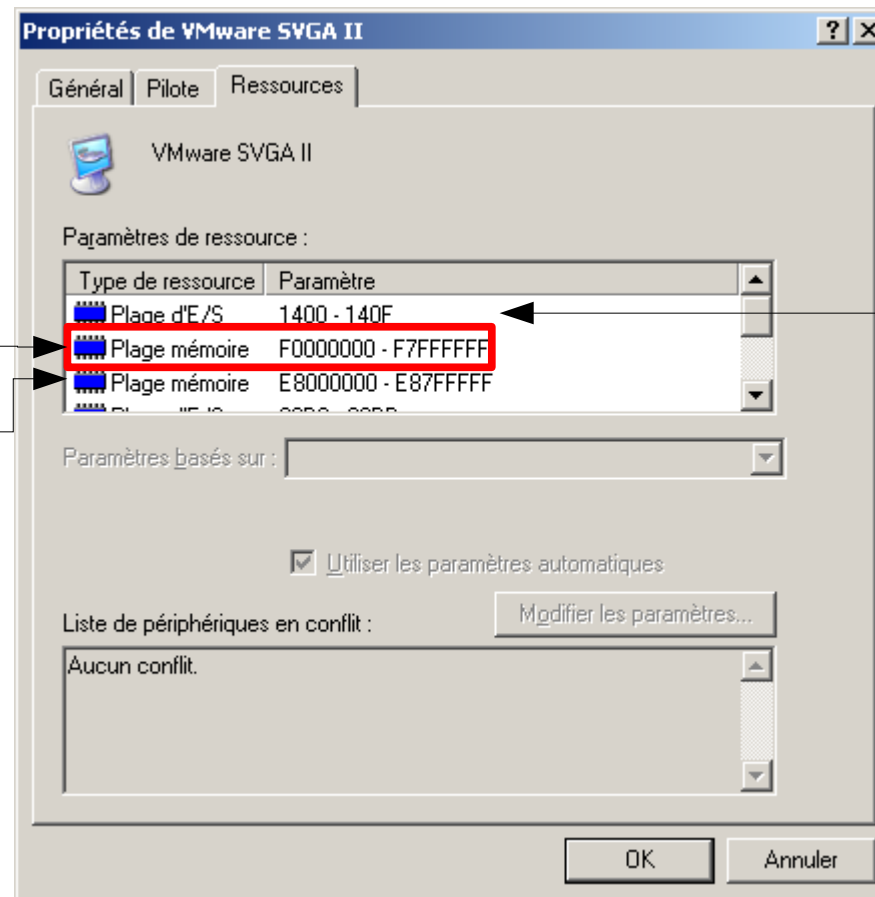 Propriétés de VMware SVGA II
Général Pilote Ressources
VMware SVGA II
Paramètres de ressource :
Type de ressource Paramètre
Plage d'E/S 1400 - 140F
Plage mémoire F0000000 - F7FFFFFF
Plage mémoire E8000000 - E87FFFFF
Paramètres basés sur :
Utiliser les paramètres automatiques
Modifier les paramètres...
Liste de périphériques en conflit :
Aucun conflit.
OK Annuler